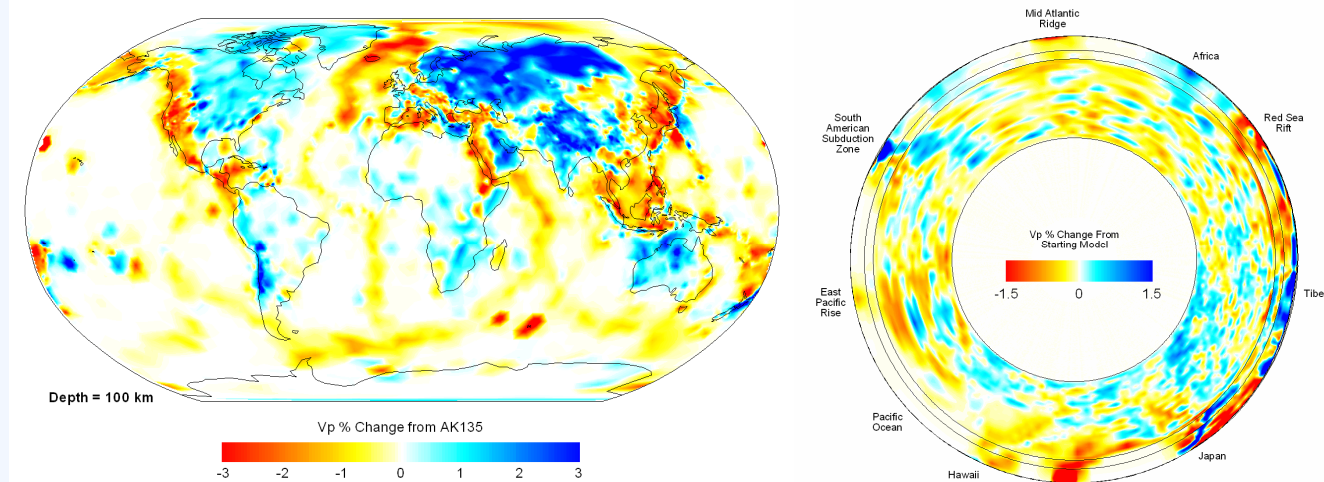 Depth = 100 km
Vp % Change from AK135
-3
-2
-1
0
1
2
3
Mid Atlantic
Ridge
Africa
Red Sea
Rift
South
American
Subduction
Zone
Vp % Change From
Starting Model
-1.5
0
1.5
East
Pacific
Rise
Tibe
Pacific
Ocean
Japan
Hawaii